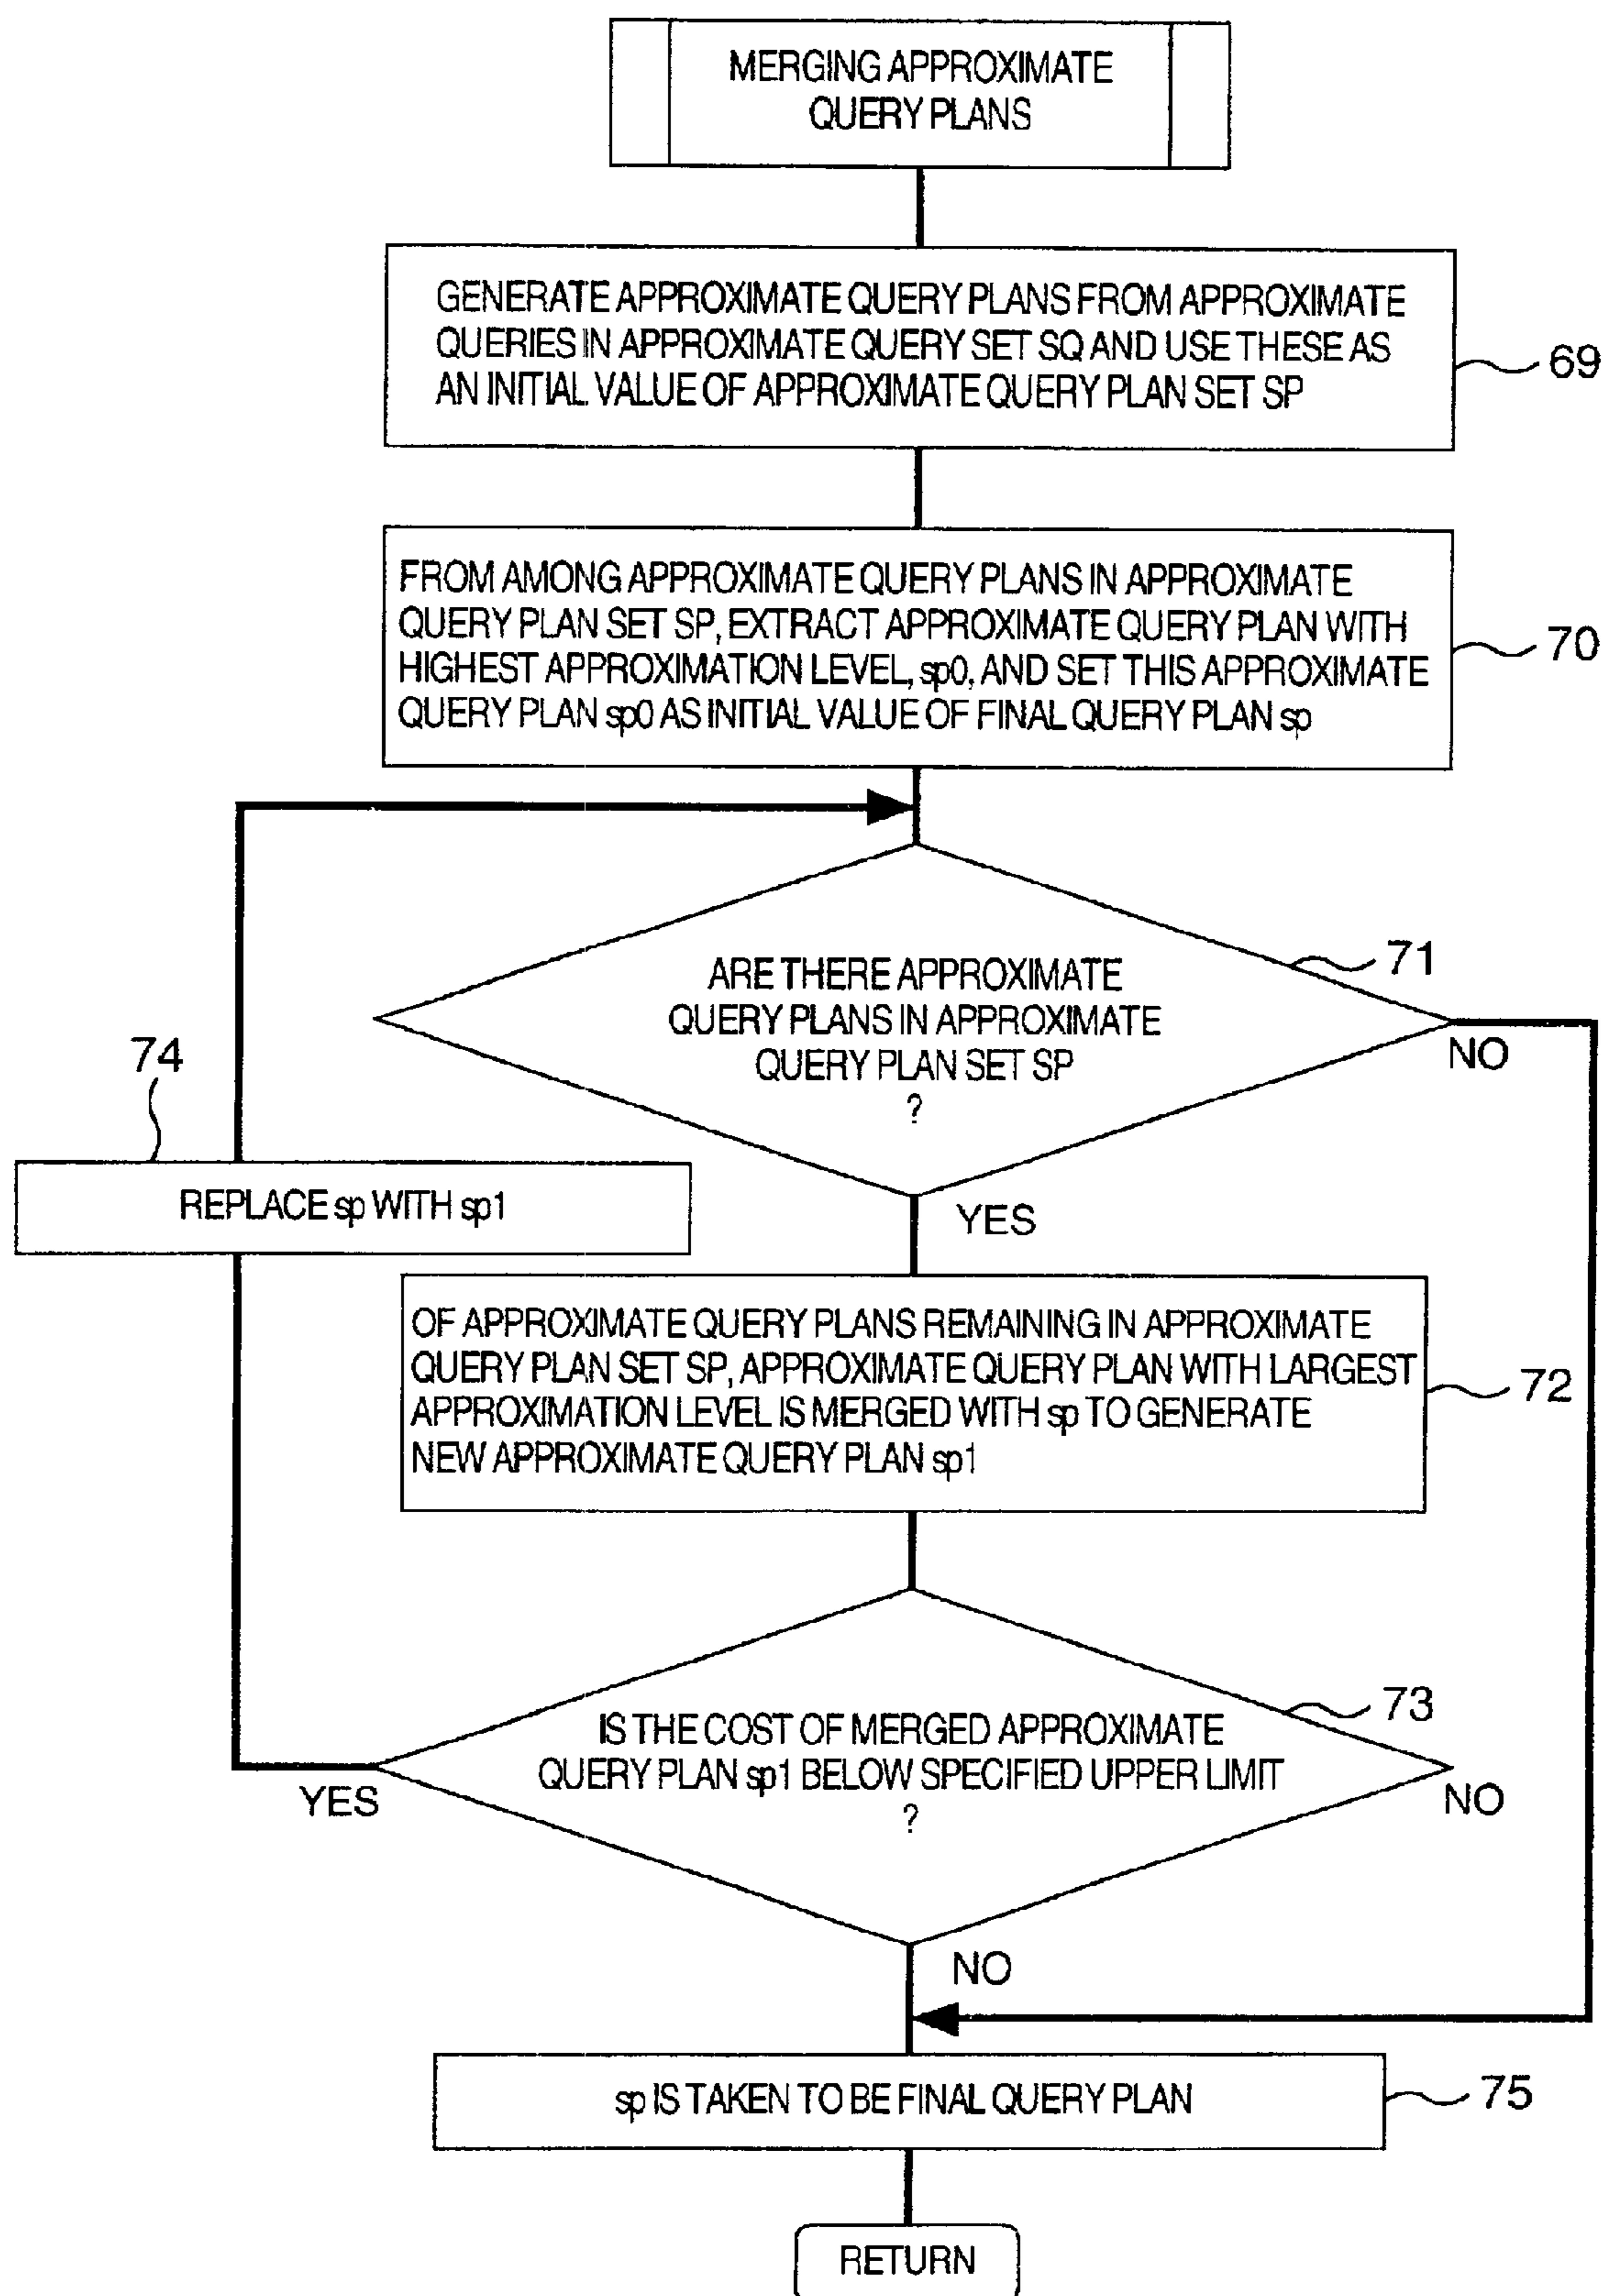 MERGING APPROXIMATE
QUERY PLANS
GENERATE APPROXIMATE QUERY PLANS FROM APPROXIMATE
QUERIES IN APPROXIMATE QUERY SET SQ AND USE THESE AS
AN INITIAL VALUE OF APPROXIMATE QUERY PLAN SET SP
69
FROM AMONG APPROXIMATE QUERY PLANS IN APPROXIMATE
QUERY PLAN SET SP, EXTRACT APPROXIMATE QUERY PLAN WITH
HIGHEST APPROXIMATION LEVEL, sp0, AND SET THIS APPROXIMATE
QUERY PLAN sp0 AS INITIAL VALUE OF FINAL QUERY PLAN sp
70
ARE THERE APPROXIMATE
QUERY PLANS IN APPROXIMATE
QUERY PLAN SET SP
?
71
NO
YES
74
REPLACE sp WITH sp1
OF APPROXIMATE QUERY PLANS REMAINING IN APPROXIMATE
QUERY PLAN SET SP, APPROXIMATE QUERY PLAN WITH LARGEST
APPROXIMATION LEVEL IS MERGED WITH sp TO GENERATE
NEW APPROXIMATE QUERY PLAN sp1
72
IS THE COST OF MERGED APPROXIMATE
QUERY PLAN sp1 BELOW SPECIFIED UPPER LIMIT
?
73
YES
NO
NO
sp IS TAKEN TO BE FINAL QUERY PLAN
75
RETURN